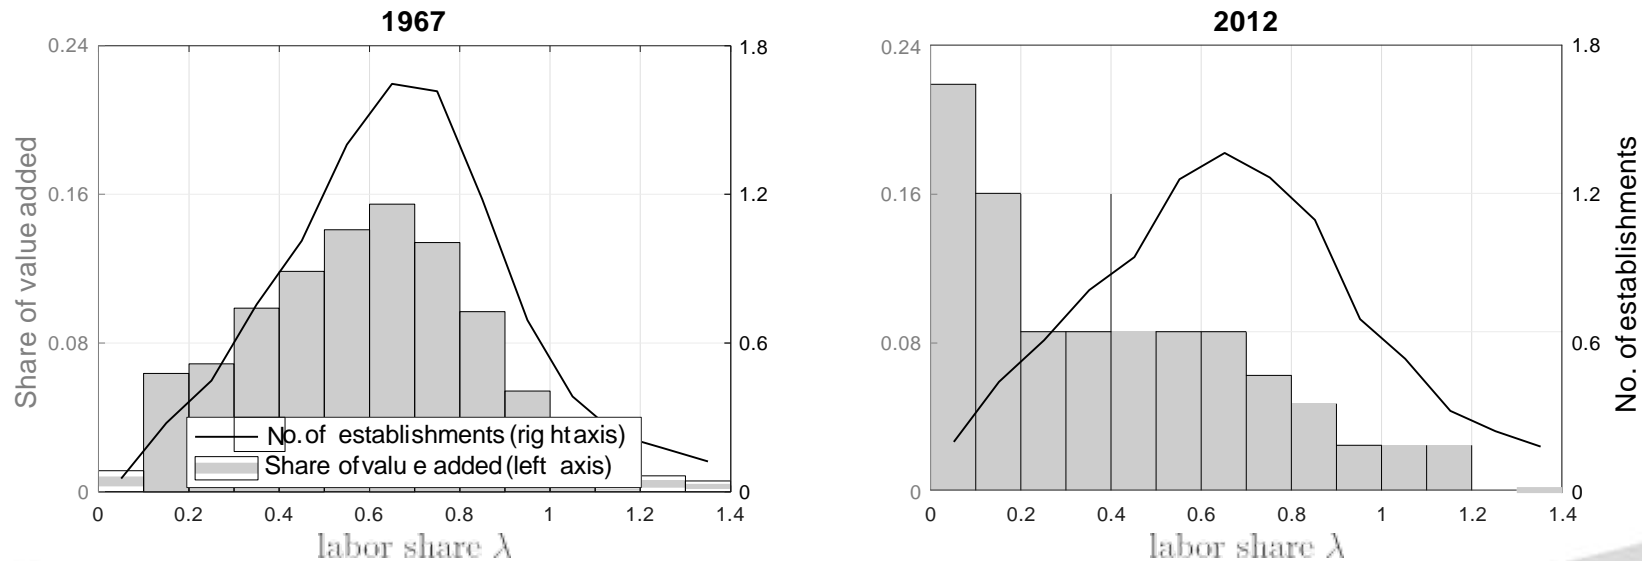 1967
0.24
0.16
0.08
0
1.8
1.2
0.6
0
Share of value added
No. of establishments (right axis)
Share of value added (left axis)
0 0.2 0.4 0.6 0.8 1 1.2 1.4
labor share λ
2012
0.24
0.16
0.08
0
1.8
1.2
0.6
0
No. of establishments
0 0.2 0.4 0.6 0.8 1 1.2 1.4
labor share λ